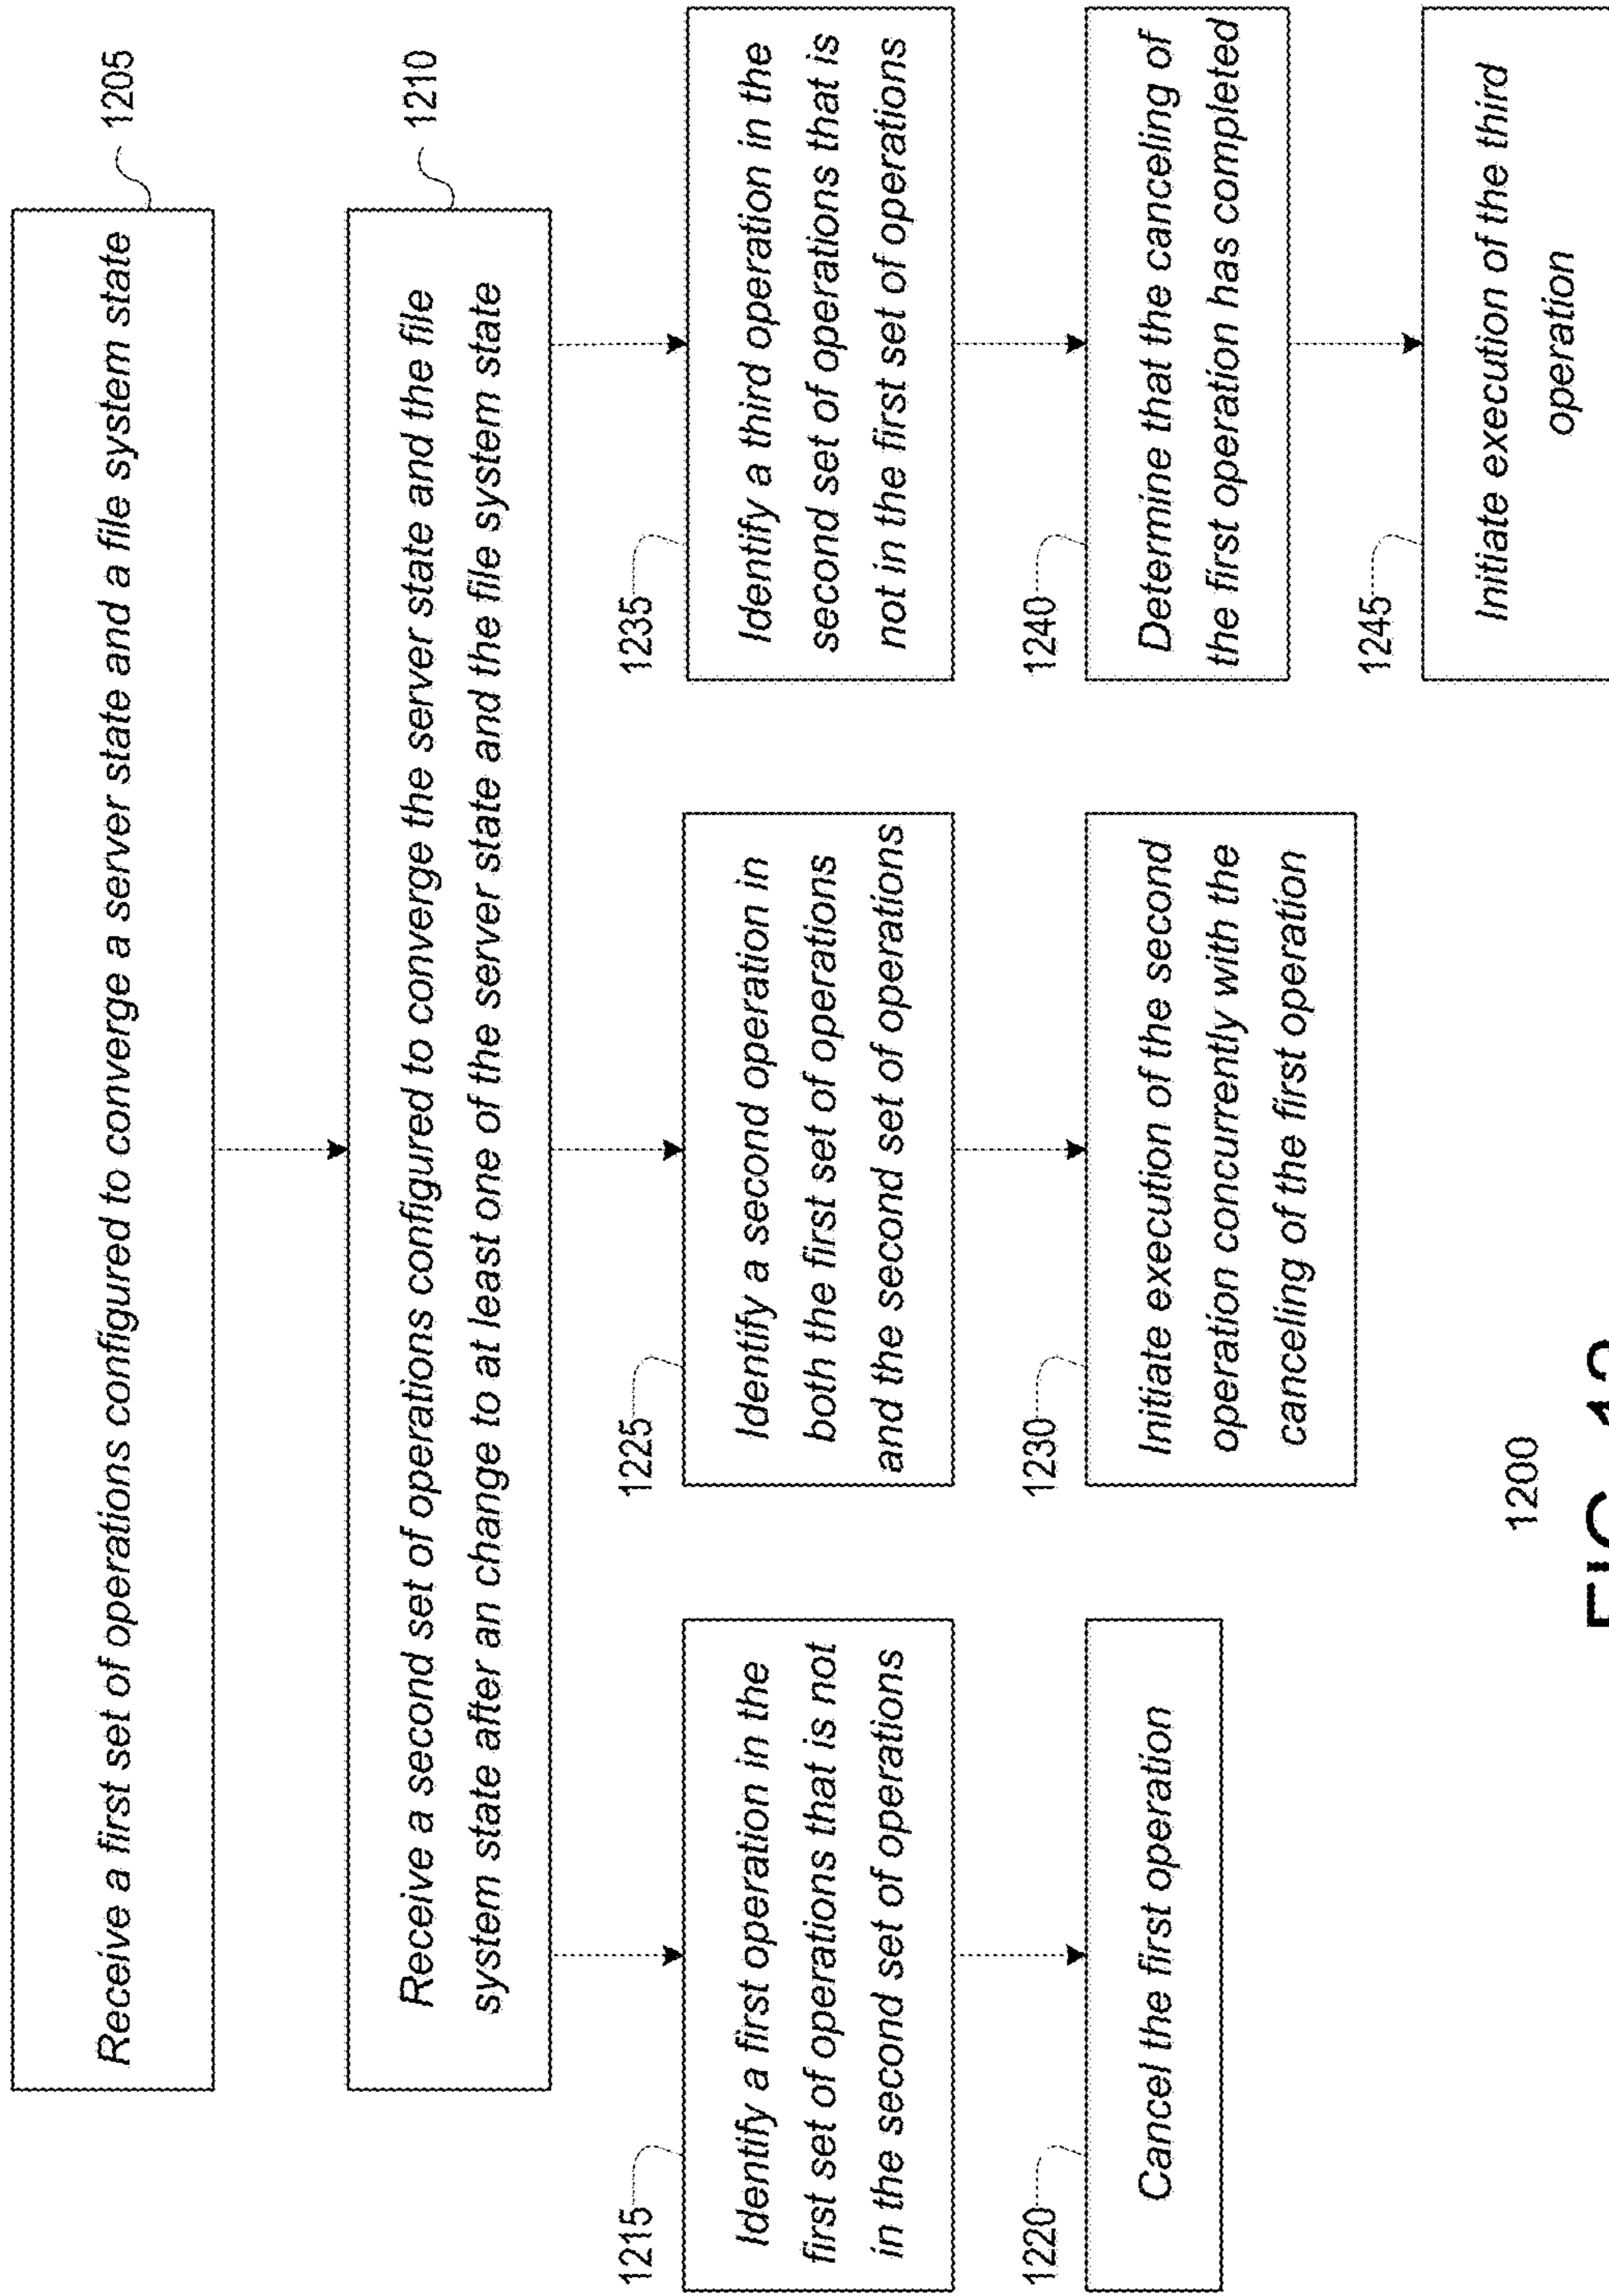 Receive a first set of operations configured to converge a server state and a file system state
1205
Receive a second set of operations configured to converge the server state and the file
system state after an change to at least one of the server state and the file system state
1210
1215
Identify a first operation in the
first set of operations that is not
in the second set of operations
1220
Cancel the first operation
1225
Identify a second operation in
both the first set of operations
and the second set of operations
1230
Initiate execution of the second
operation concurrently with the
canceling of the first operation
1235
Identify a third operation in the
second set of operations that is
not in the first set of operations
1240
Determine that the canceling of
the first operation has completed
1245
Initiate execution of the third
operation
1200
FIG. 12